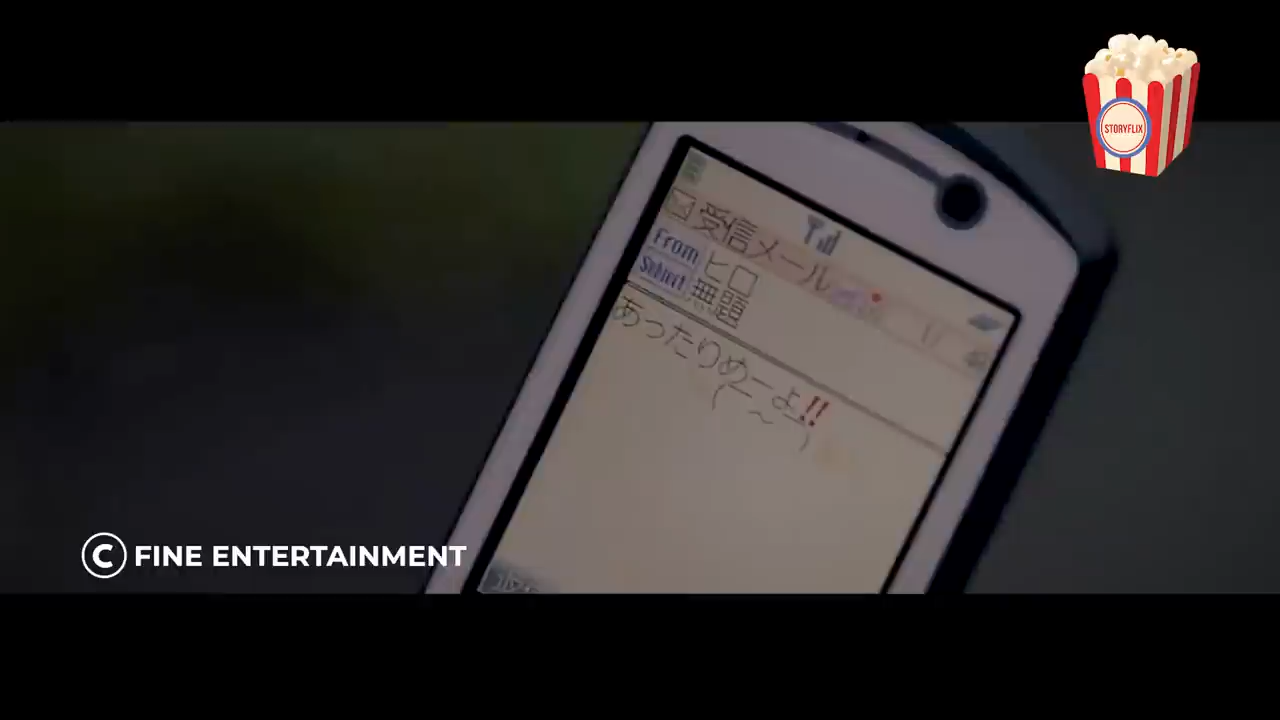 STORYFLIX
受信メール
From ヒロ
Subject 無題
あったりめーよ!!
(￣～￣)
© FINE ENTERTAINMENT